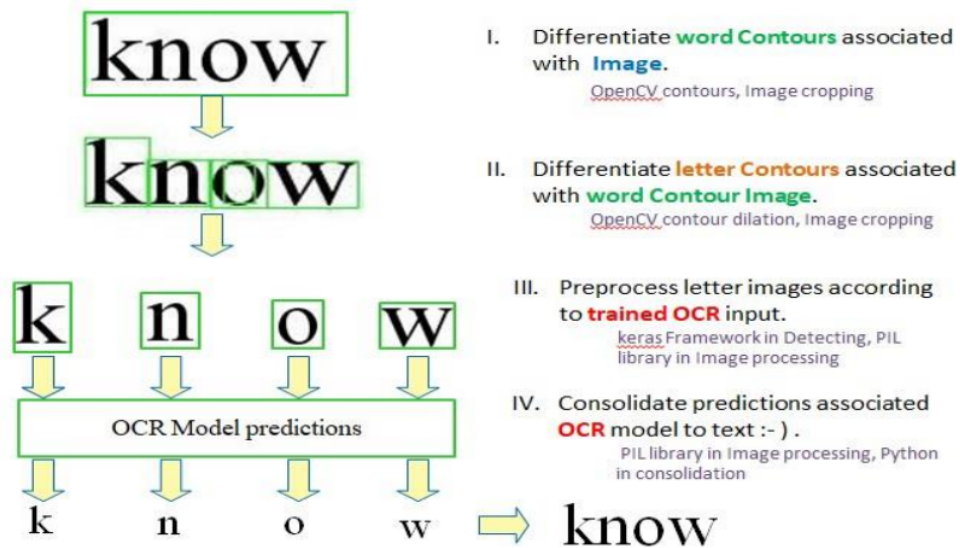 know
I. Differentiate word Contours associated
with Image.
OpenCV contours, Image cropping
know
II. Differentiate letter Contours associated
with word Contour Image.
OpenCV contour dilation, Image cropping
k n o w
III. Preprocess letter images according
to trained OCR input.
keras Framework in Detecting, PIL
library in Image processing
OCR Model predictions
IV. Consolidate predictions associated
OCR model to text :- ) .
PIL library in Image processing, Python
in consolidation
k n o w know